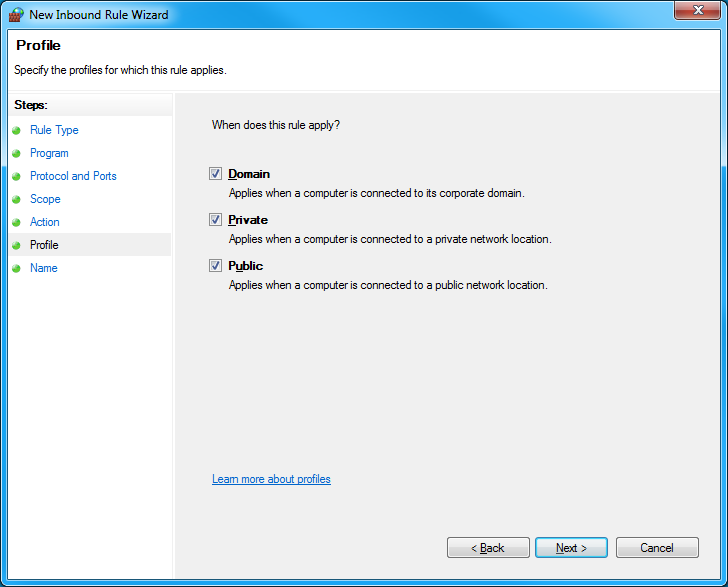 New Inbound Rule Wizard
Profile
Specify the profiles for which this rule applies.
Steps:
Rule Type
Program
Protocol and Ports
Scope
Action
Profile
Name
When does this rule apply?
Domain
Applies when a computer is connected to its corporate domain.
Private
Applies when a computer is connected to a private network location.
Public
Applies when a computer is connected to a public network location.
Learn more about profiles
< Back
Next >
Cancel